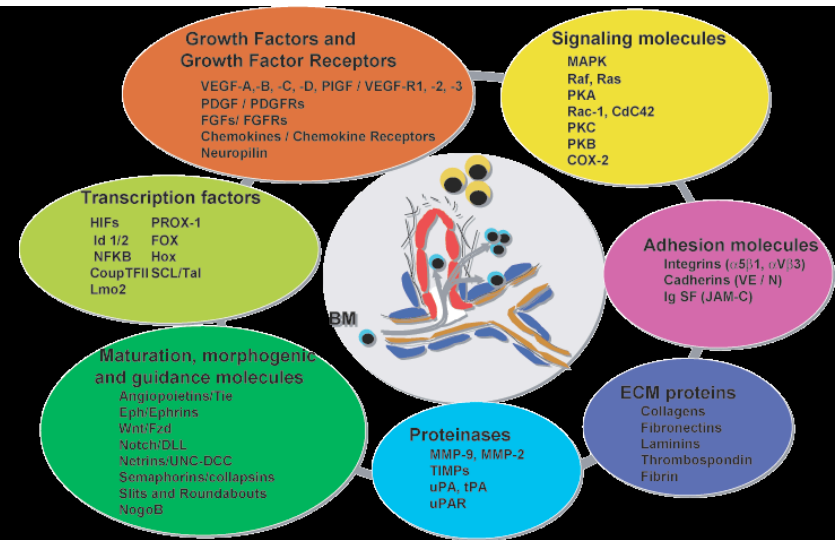 Growth Factors and
Growth Factor Receptors
VEGF-A,-B, -C, -D, PlGF / VEGF-R1, -2, -3
PDGF / PDGFRs
FGFs/ FGFRs
Chemokines / Chemokine Receptors
Neuropilin
Signaling molecules
MAPK
Raf, Ras
PKA
Rac-1, CdC42
PKC
PKB
COX-2
Transcription factors
HIFs PROX-1
Id 1/2 FOX
NFKB Hox
CoupTFII SCL/Tal
Lmo2
Adhesion molecules
Integrins (α5β1, αVβ3)
Cadherins (VE / N)
Ig SF (JAM-C)
BM
Maturation, morphogenic
and guidance molecules
Angiopoietins/Tie
Eph/Ephrins
Wnt/Fzd
Notch/DLL
Netrins/UNC-DCC
Semaphorins/collapsins
Slits and Roundabouts
NogoB
Proteinases
MMP-9, MMP-2
TIMPs
uPA, tPA
uPAR
ECM proteins
Collagens
Fibronectins
Laminins
Thrombospondin
Fibrin